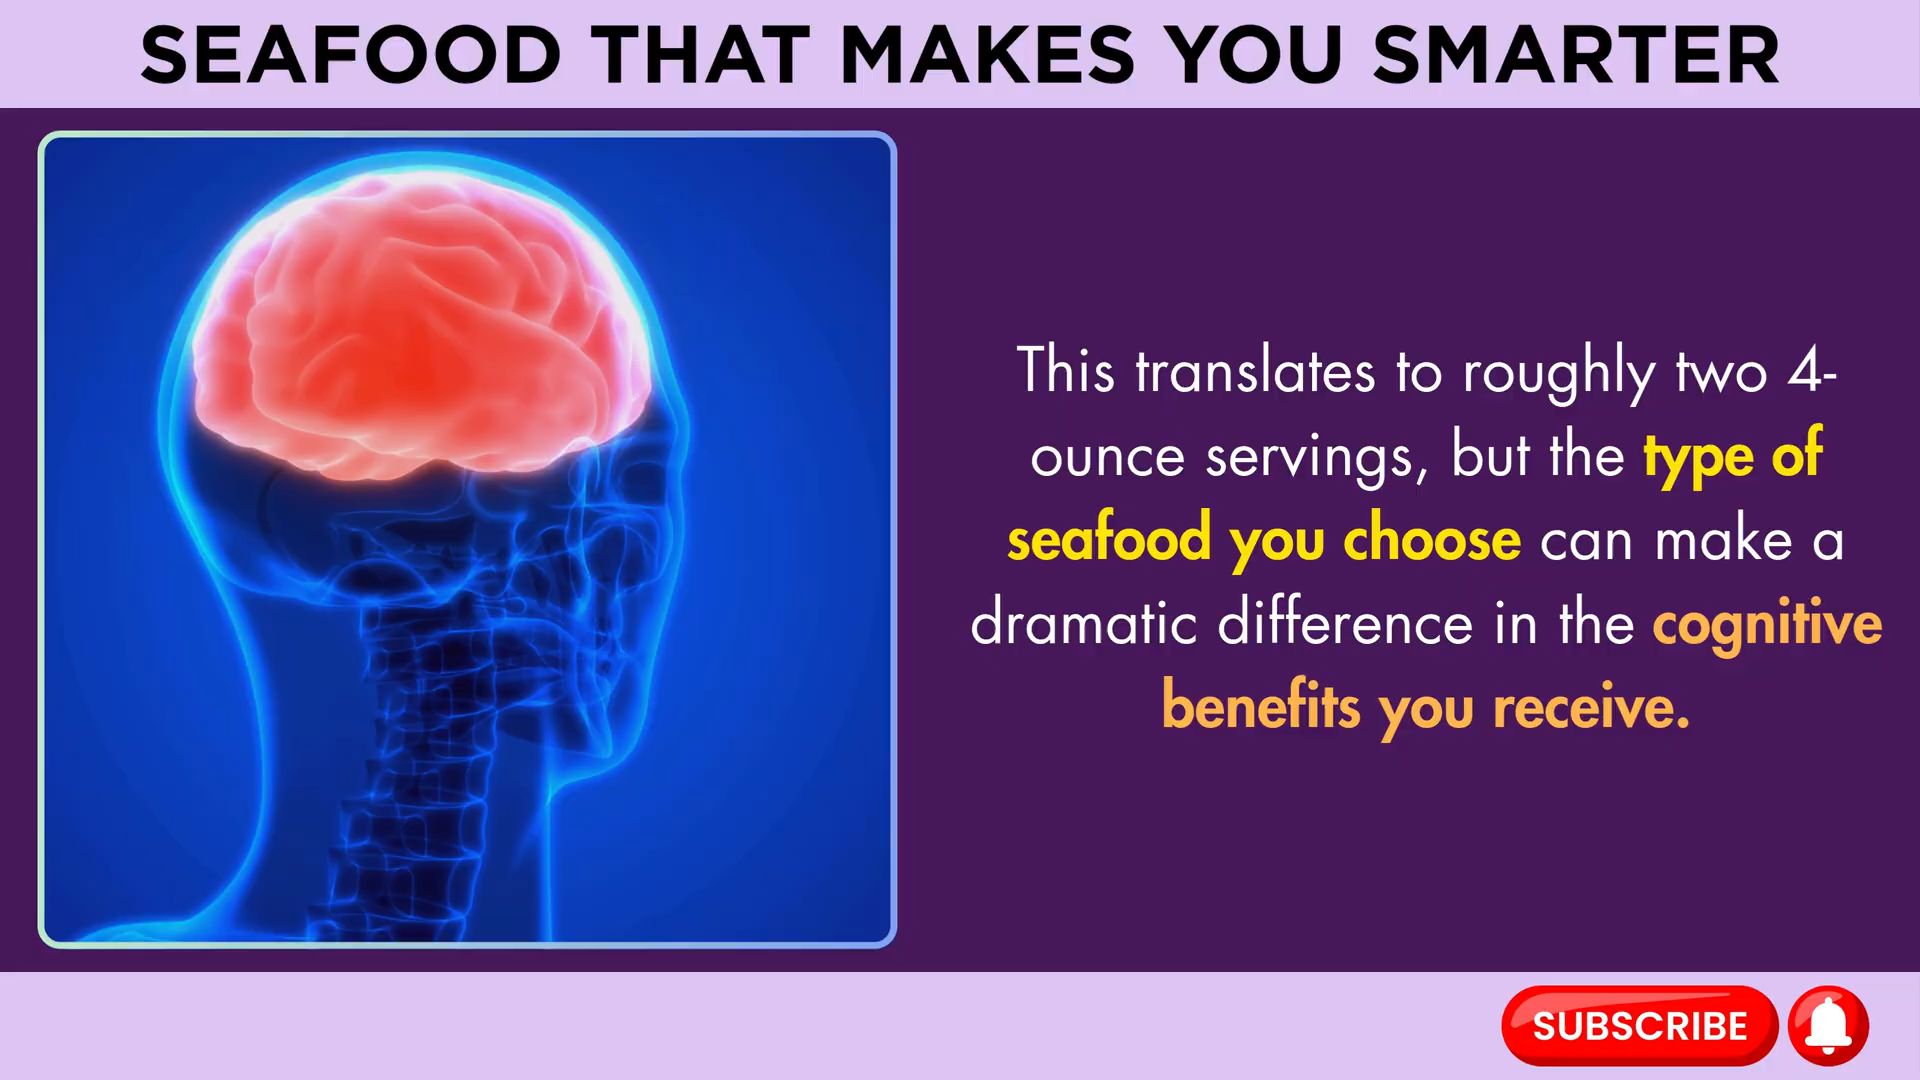 SEAFOOD THAT MAKES YOU SMARTER
This translates to roughly two 4-
ounce servings, but the type of
seafood you choose can make a
dramatic difference in the cognitive
benefits you receive.
SUBSCRIBE